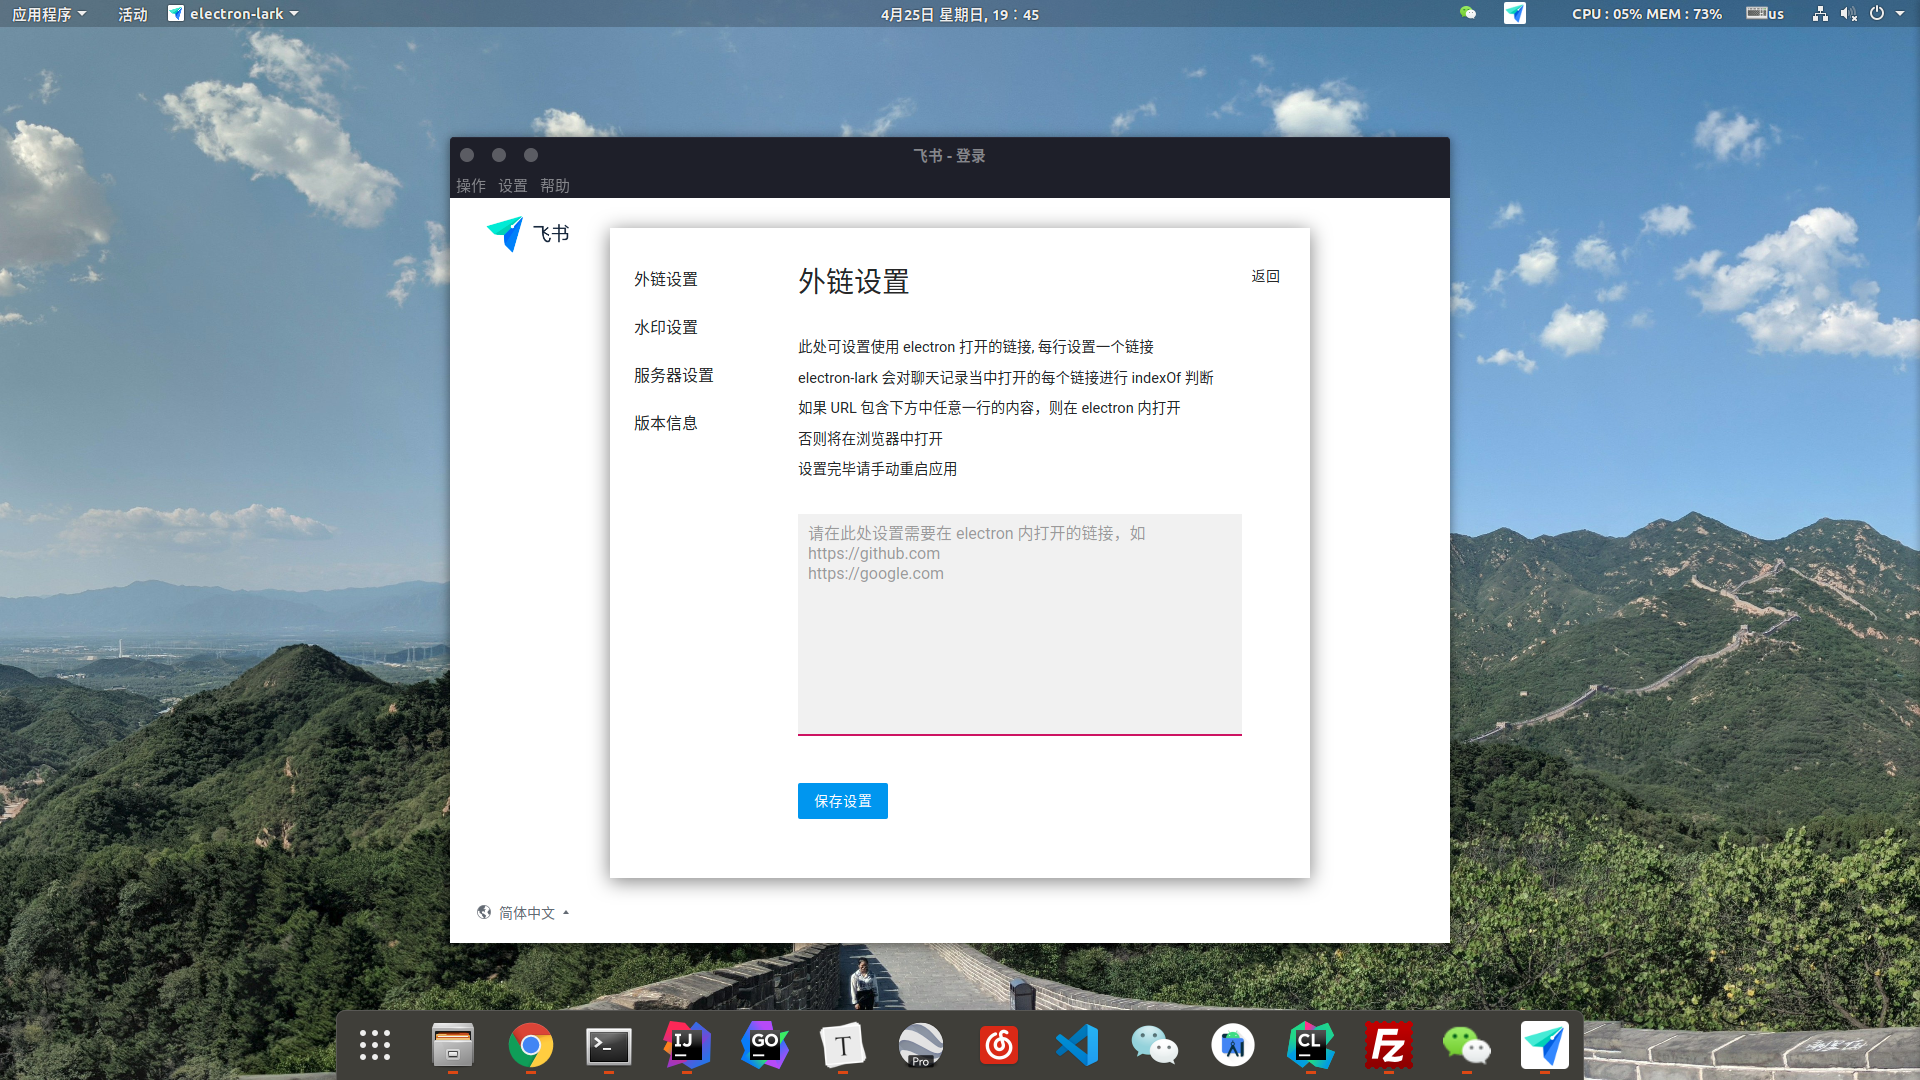 应用程序 活动 electron-lark 4月25日 星期日, 19∶45 CPU : 05% MEM : 73% us
飞书 - 登录
操作 设置 帮助
飞书
外链设置
水印设置
服务器设置
版本信息
外链设置
返回
此处可设置使用 electron 打开的链接, 每行设置一个链接
electron-lark 会对聊天记录当中打开的每个链接进行 indexOf 判断
如果 URL 包含下方中任意一行的内容，则在 electron 内打开
否则将在浏览器中打开
设置完毕请手动重启应用
请在此处设置需要在 electron 内打开的链接，如
https://github.com
https://google.com
保存设置
简体中文
>_ IJ GO T Pro AI CL Fz